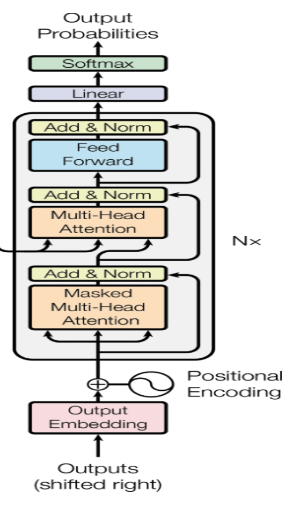 Output
Probabilities
Softmax
Linear
Add & Norm
Feed
Forward
Add & Norm
Multi-Head
Attention
N×
Add & Norm
Masked
Multi-Head
Attention
Positional
Encoding
Output
Embedding
Outputs
(shifted right)